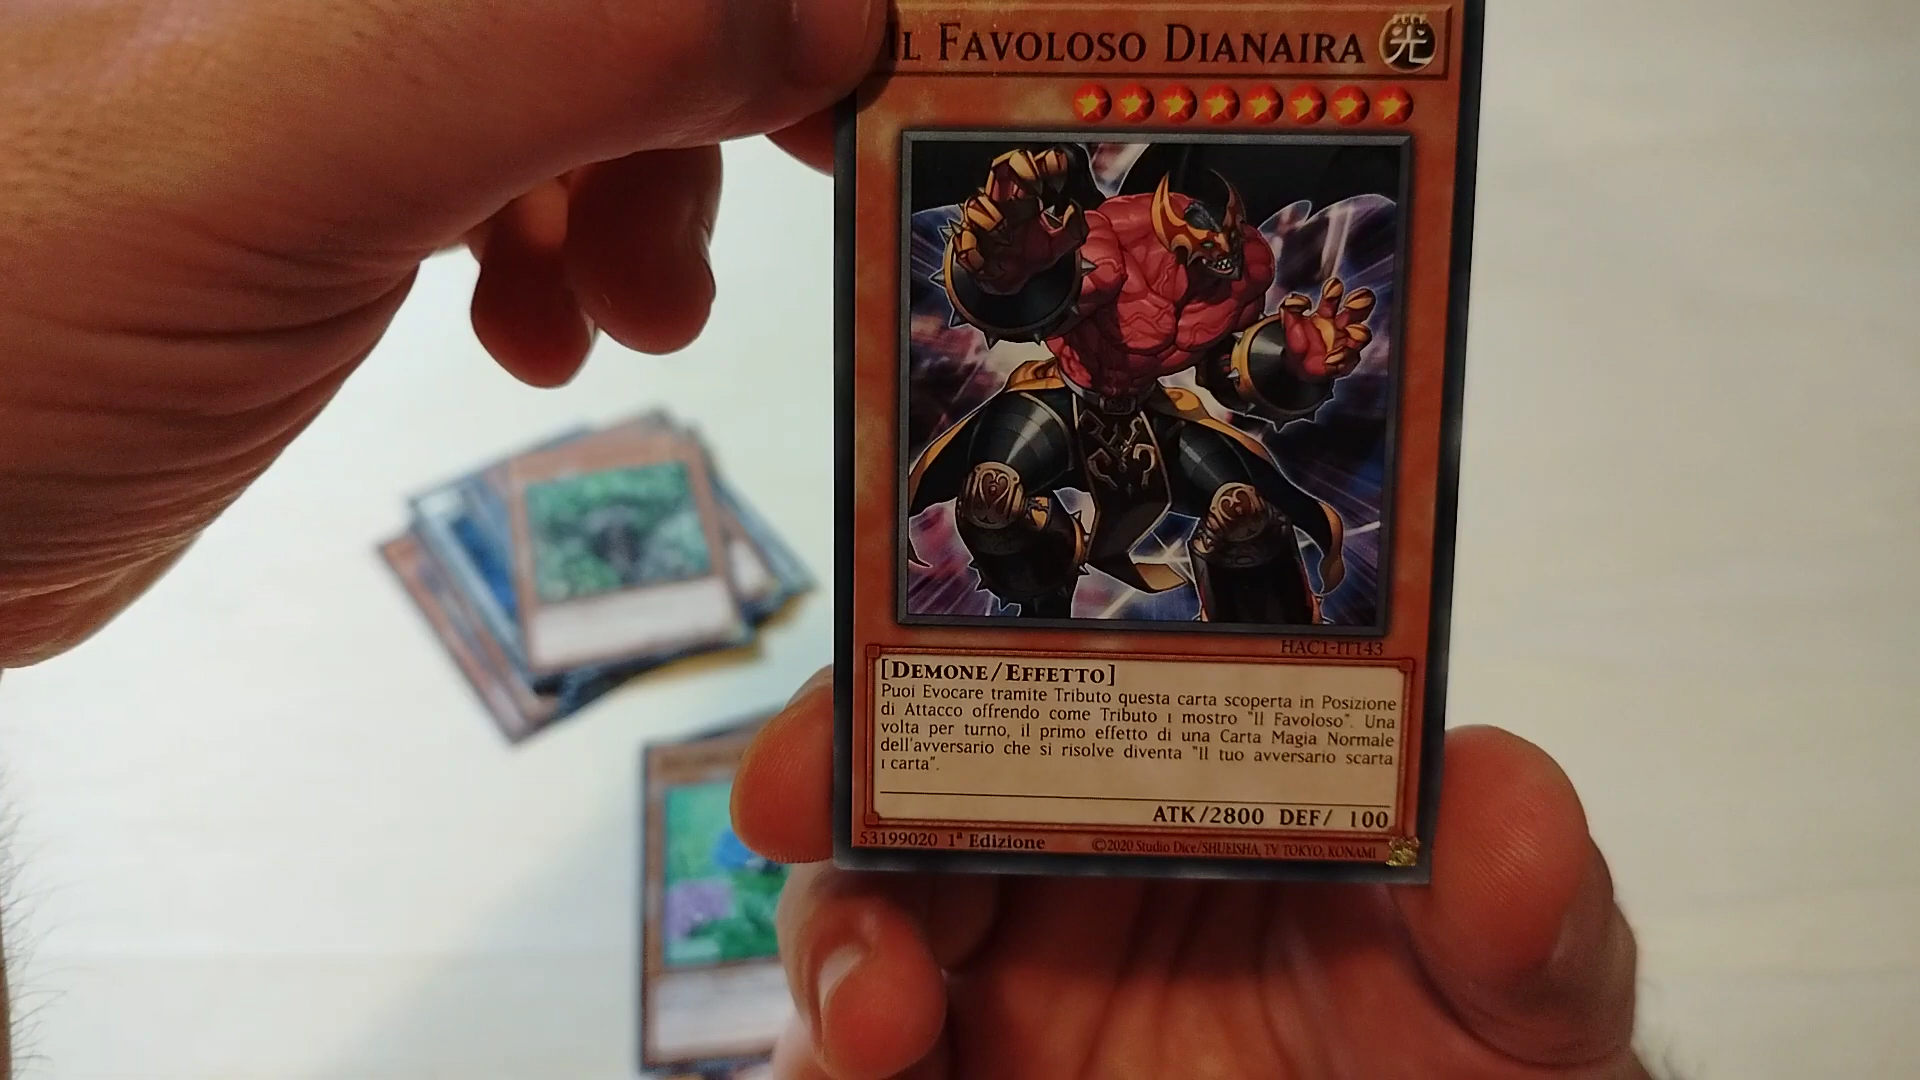 IL FAVOLOSO DIANAIRA 光
HAC1-IT143
[DEMONE/EFFETTO]
Puoi Evocare tramite Tributo questa carta scoperta in Posizione
di Attacco offrendo come Tributo 1 mostro "Il Favoloso". Una
volta per turno, il primo effetto di una Carta Magia Normale
dell'avversario che si risolve diventa "Il tuo avversario scarta
1 carta".
ATK/2800 DEF/ 100
53199020 1ª Edizione ©2020 Studio Dice/SHUEISHA, TV TOKYO, KONAMI